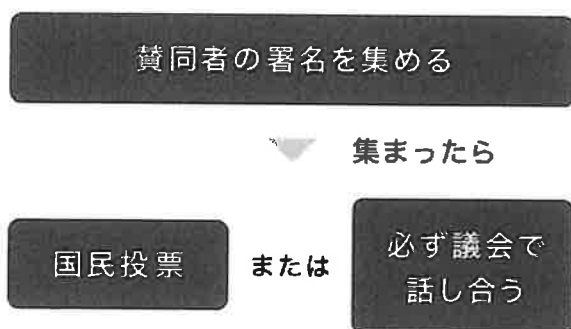 賛同者の署名を集める
集まったら
国民投票
または
必ず議会で
話し合う